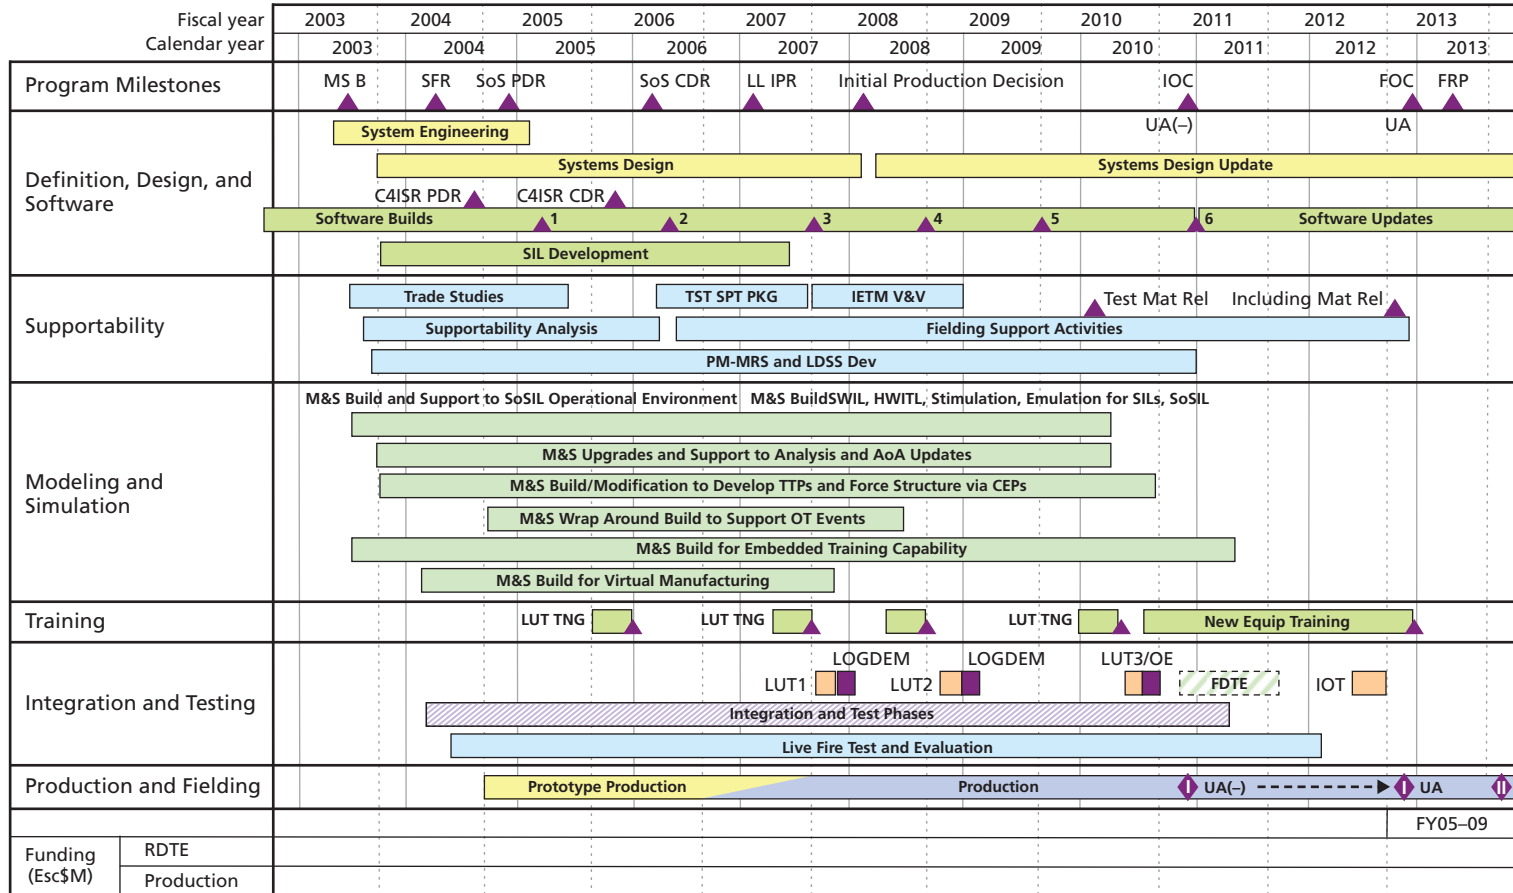 Fiscal year 2003 2004 2005 2006 2007 2008 2009 2010 2011 2012 2013
Calendar year 2003 2004 2005 2006 2007 2008 2009 2010 2011 2012 2013
Program Milestones
MS B SFR SoS PDR SoS CDR LL IPR Initial Production Decision IOC FOC FRP
UA(–) UA
Definition, Design, and
Software
System Engineering
Systems Design
Systems Design Update
C4ISR PDR C4ISR CDR
Software Builds 1 2 3 4 5 6 Software Updates
SIL Development
Supportability
Trade Studies
TST SPT PKG
IETM V&V
Test Mat Rel
Including Mat Rel
Supportability Analysis
Fielding Support Activities
PM-MRS and LDSS Dev
Modeling and
Simulation
M&S Build and Support to SoSIL Operational Environment M&S BuildSWIL, HWITL, Stimulation, Emulation for SILs, SoSIL
M&S Upgrades and Support to Analysis and AoA Updates
M&S Build/Modification to Develop TTPs and Force Structure via CEPs
M&S Wrap Around Build to Support OT Events
M&S Build for Embedded Training Capability
M&S Build for Virtual Manufacturing
Training
LUT TNG
LUT TNG
LUT TNG
New Equip Training
Integration and Testing
LOGDEM LOGDEM LUT3/OE
LUT1 LUT2 FDTE IOT
Integration and Test Phases
Live Fire Test and Evaluation
Production and Fielding
Prototype Production
Production
I UA(–) I UA II
FY05–09
Funding
(Esc$M)
RDTE
Production